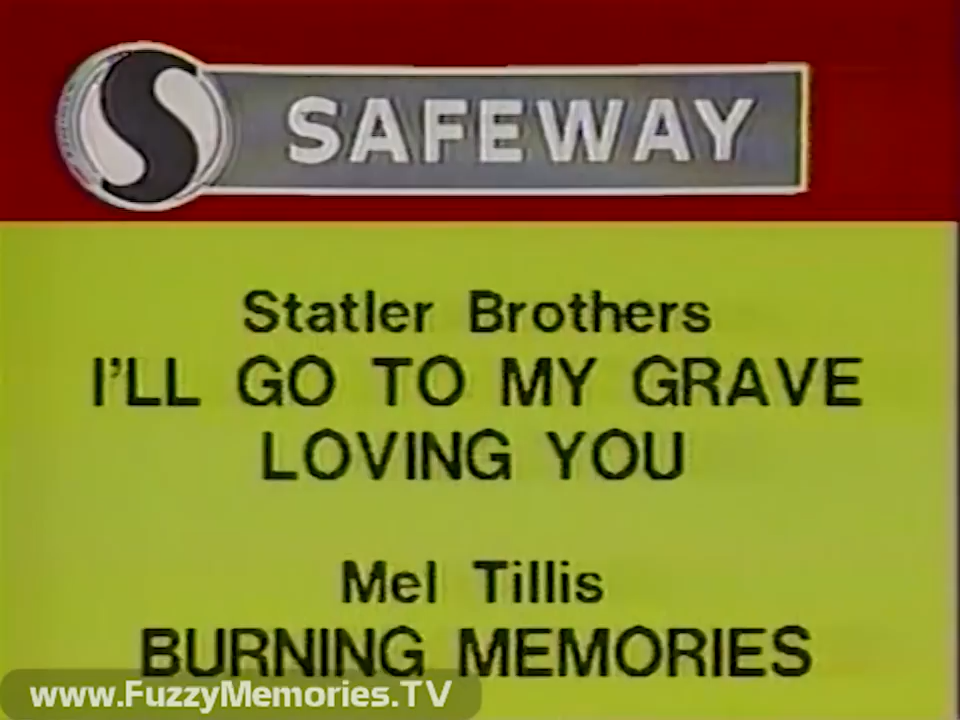 SAFEWAY
Statler Brothers
I'LL GO TO MY GRAVE
LOVING YOU
Mel Tillis
BURNING MEMORIES
www.FuzzyMemories.TV